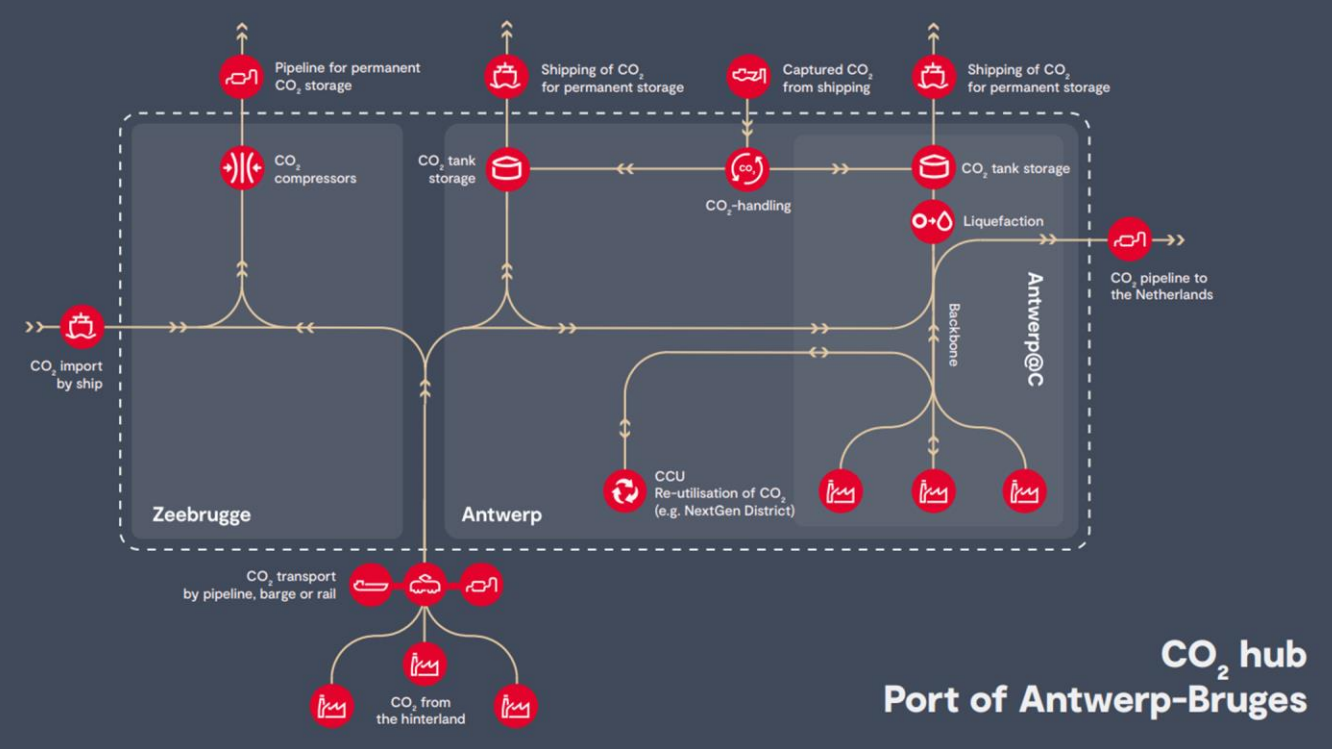 Pipeline for permanent
CO₂ storage
Shipping of CO₂
for permanent storage
Captured CO₂
from shipping
Shipping of CO₂
for permanent storage
CO₂
compressors
CO₂ tank
storage
CO₂
CO₂-handling
CO₂ tank storage
Liquefaction
CO₂ pipeline to
the Netherlands
Antwerp@C
Backbone
CO₂ import
by ship
CCU
Re-utilisation of CO₂
(e.g. NextGen District)
Zeebrugge
Antwerp
CO₂ transport
by pipeline, barge or rail
CO₂ from
the hinterland
CO₂ hub
Port of Antwerp-Bruges